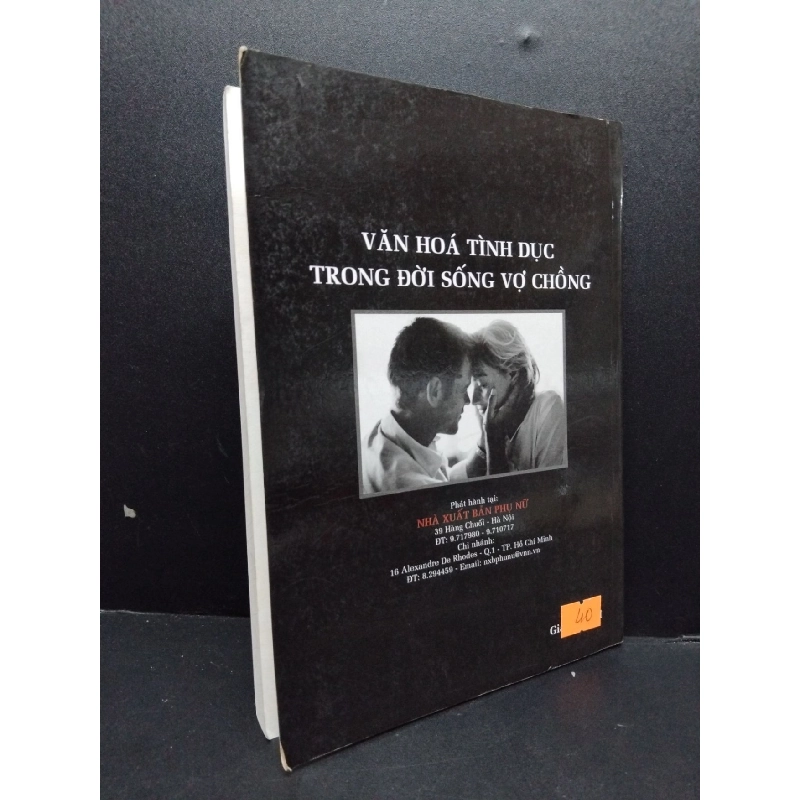 VĂN HOÁ TÌNH DỤC
TRONG ĐỜI SỐNG VỢ CHỒNG
Phát hành tại:
NHÀ XUẤT BẢN PHỤ NỮ
39 Hàng Chuối - Hà Nội
ĐT: 9.717980 - 9.710717
Chi nhánh:
16 Alexandre De Rhodes - Q.1 - TP. Hồ Chí Minh
ĐT: 8.294459 - Email: nxbphunu@vnn.vn
40